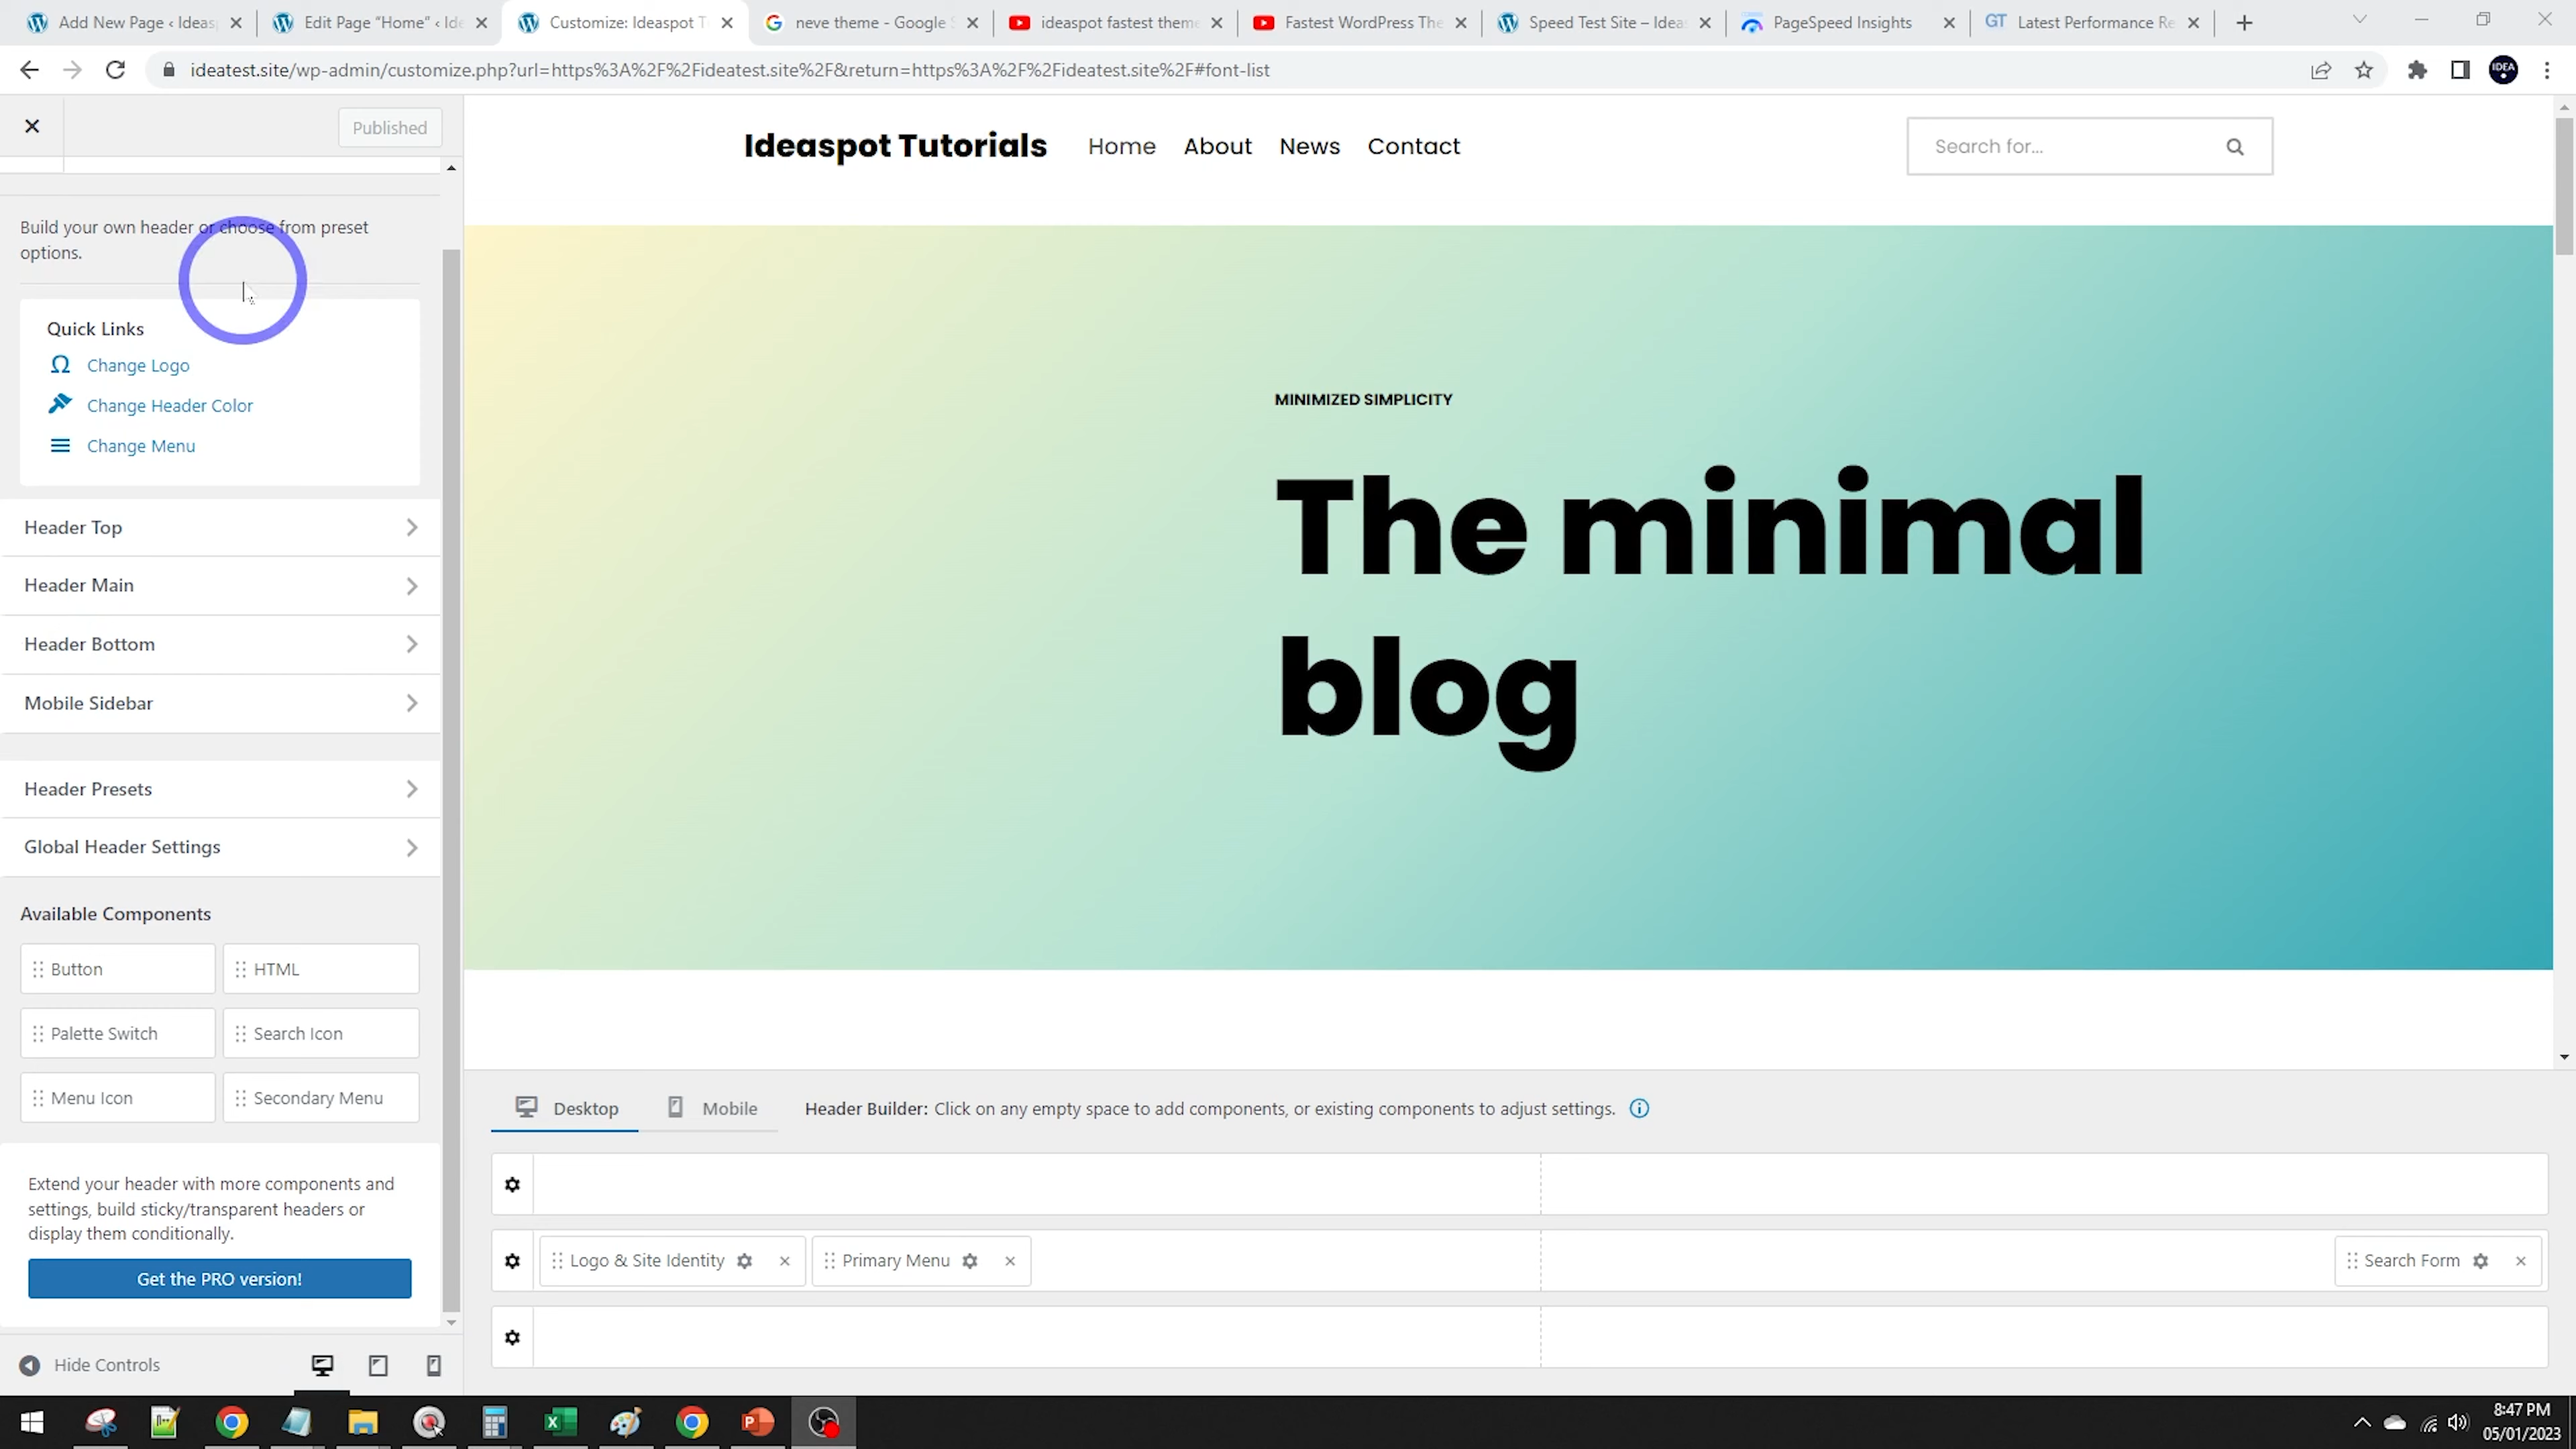 Add New Page ‹ Ideas
Edit Page “Home” ‹ Ide
Customize: Ideaspot T
neve theme - Google S
ideaspot fastest theme
Fastest WordPress The
Speed Test Site – Idea
PageSpeed Insights
GT Latest Performance Re
ideatest.site/wp-admin/customize.php?url=https%3A%2F%2Fideatest.site%2F&return=https%3A%2F%2Fideatest.site%2F#font-list
IDEA
Published
Build your own header or choose from preset
options.
Quick Links
Change Logo
Change Header Color
Change Menu
Header Top
Header Main
Header Bottom
Mobile Sidebar
Header Presets
Global Header Settings
Available Components
Button
HTML
Palette Switch
Search Icon
Menu Icon
Secondary Menu
Extend your header with more components and
settings, build sticky/transparent headers or
display them conditionally.
Get the PRO version!
Hide Controls
Ideaspot Tutorials
Home
About
News
Contact
Search for...
MINIMIZED SIMPLICITY
The minimal
blog
Desktop
Mobile
Header Builder: Click on any empty space to add components, or existing components to adjust settings.
Logo & Site Identity
Primary Menu
Search Form
8:47 PM
05/01/2023